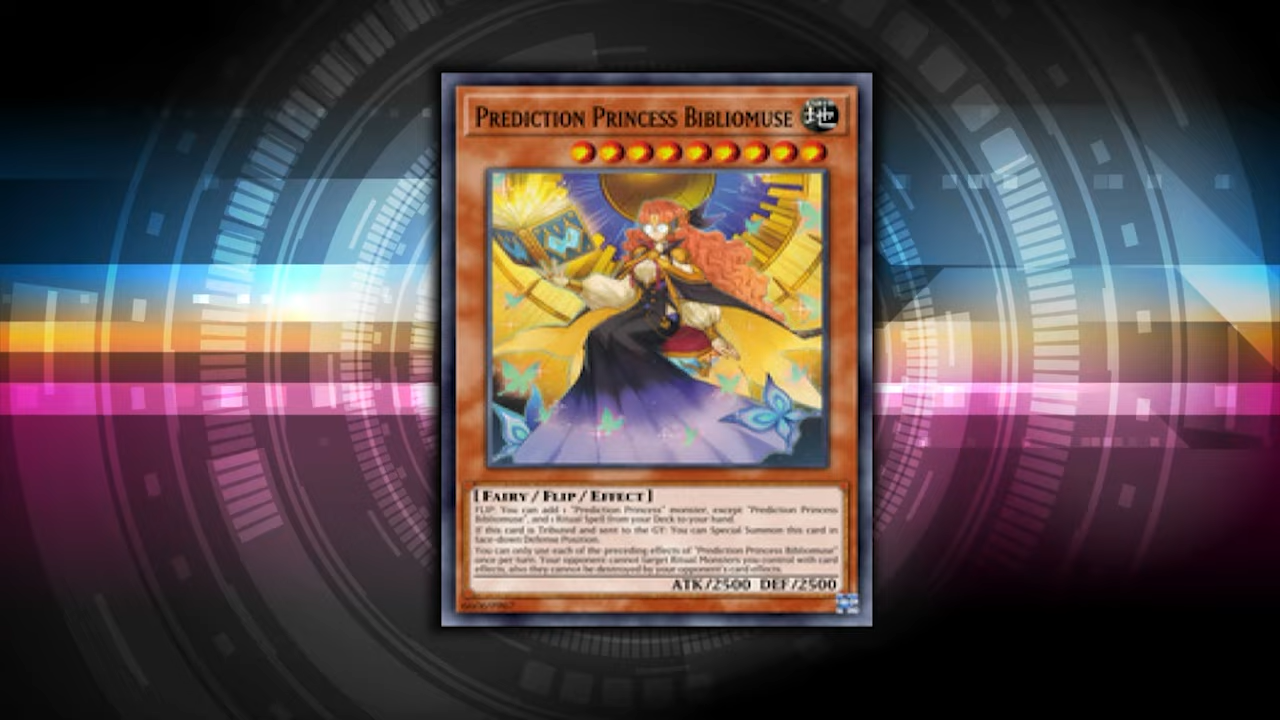 PREDICTION PRINCESS BIBLIOMUSE
地
[FAIRY / FLIP / EFFECT]
FLIP: You can add 1 "Prediction Princess" monster, except "Prediction Princess
Bibliomuse", and 1 Ritual Spell from your Deck to your hand.
If this card is Tributed and sent to the GY: You can Special Summon this card in
face-down Defense Position.
You can only use each of the preceding effects of "Prediction Princess Bibliomuse"
once per turn. Your opponent cannot target Ritual Monsters you control with card
effects, also they cannot be destroyed by your opponent's card effects.
ATK/2500 DEF/2500